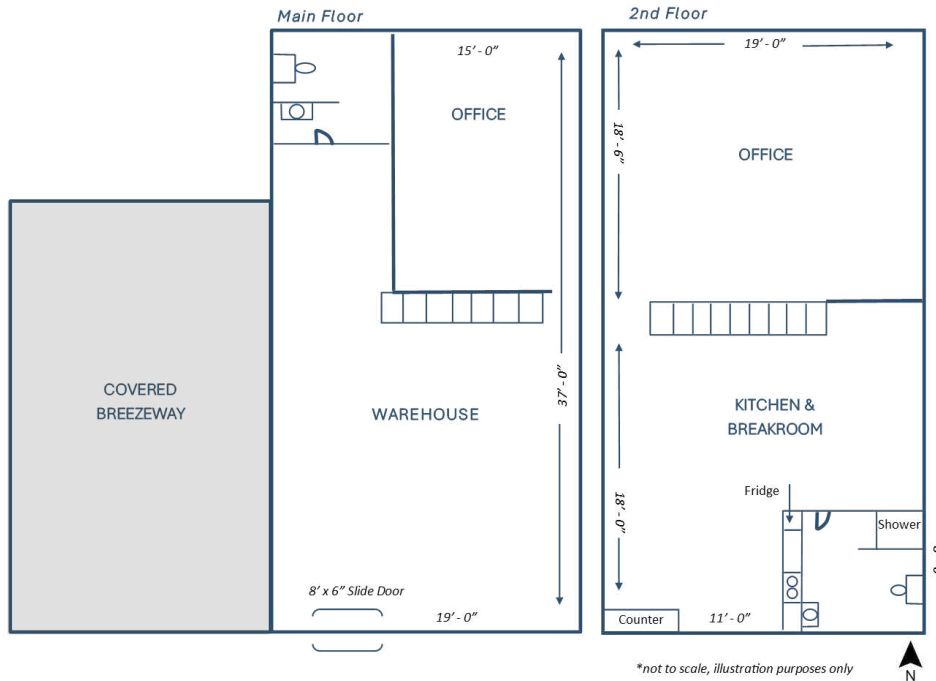 Main Floor
2nd Floor
15’ - 0”
19’ - 0”
OFFICE
18’ - 6”
OFFICE
37’ - 0”
COVERED
BREEZEWAY
WAREHOUSE
KITCHEN &
BREAKROOM
Fridge
18’ - 0”
Shower
8’ x 6” Slide Door
19’ - 0”
Counter
11’ - 0”
*not to scale, illustration purposes only
N